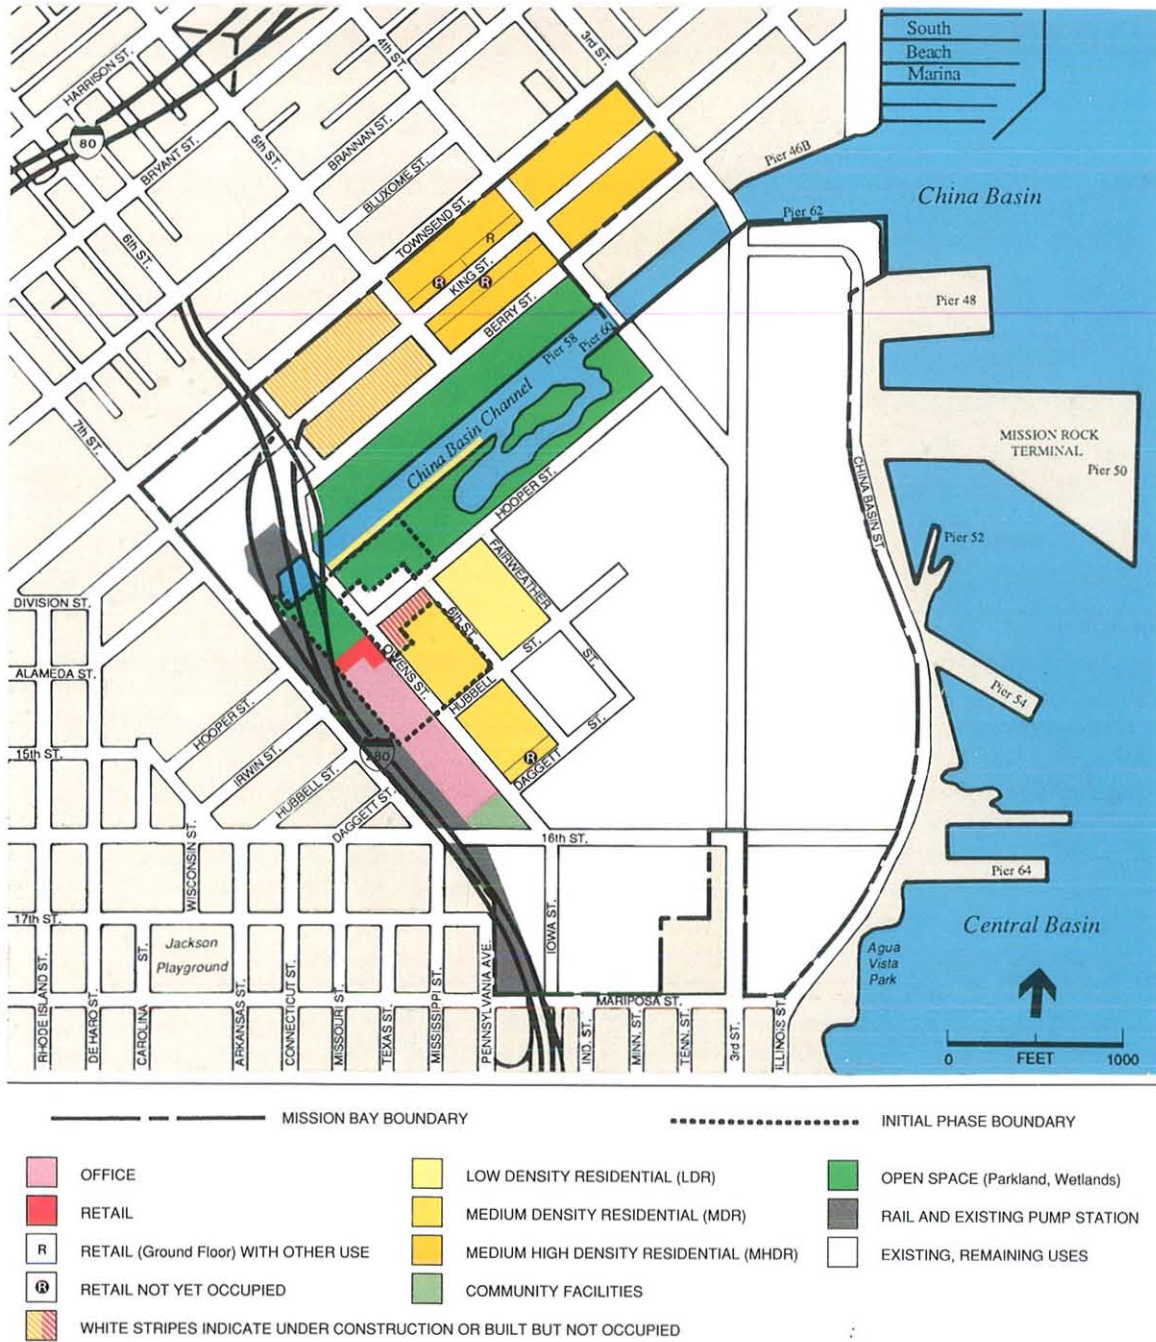 South
Beach
Marina
HARRISON ST.
4th ST.
3rd ST.
80
BRYANT ST.
5th ST.
BRANNAN ST.
BLUXOME ST.
Pier 46B
China Basin
Pier 62
TOWNSEND ST.
6th ST.
R
KING ST.
R
R
BERRY ST.
Pier 48
Pier 58
Pier 60
China Basin Channel
7th ST.
MISSION ROCK
TERMINAL
Pier 50
HOOPER ST.
CHINA BASIN ST.
FAIRWEATHER
ST.
Pier 52
DIVISION ST.
6th ST.
OWENS ST.
HUBBELL
ST.
ALAMEDA ST.
Pier 54
HOOPER ST.
15th ST.
IRWIN ST.
280
HUBBELL ST.
R
DAGGETT
ST.
DAGGETT ST.
16th ST.
WISCONSIN ST.
Pier 64
17th ST.
Jackson
Playground
IOWA ST.
Central Basin
Agua
Vista
Park
MARIPOSA ST.
RHODE ISLAND ST.
DE HARO ST.
CAROLINA
ST.
ARKANSAS ST.
CONNECTICUT ST.
MISSOURI ST.
TEXAS ST.
MISSISSIPPI ST.
PENNSYLVANIA AVE.
IND. ST.
MINN. ST.
TENN. ST.
3rd ST.
ILLINOIS ST.
0 FEET 1000
MISSION BAY BOUNDARY
INITIAL PHASE BOUNDARY
OFFICE
LOW DENSITY RESIDENTIAL (LDR)
OPEN SPACE (Parkland, Wetlands)
RETAIL
MEDIUM DENSITY RESIDENTIAL (MDR)
RAIL AND EXISTING PUMP STATION
R RETAIL (Ground Floor) WITH OTHER USE
MEDIUM HIGH DENSITY RESIDENTIAL (MHDR)
EXISTING, REMAINING USES
R RETAIL NOT YET OCCUPIED
COMMUNITY FACILITIES
WHITE STRIPES INDICATE UNDER CONSTRUCTION OR BUILT BUT NOT OCCUPIED